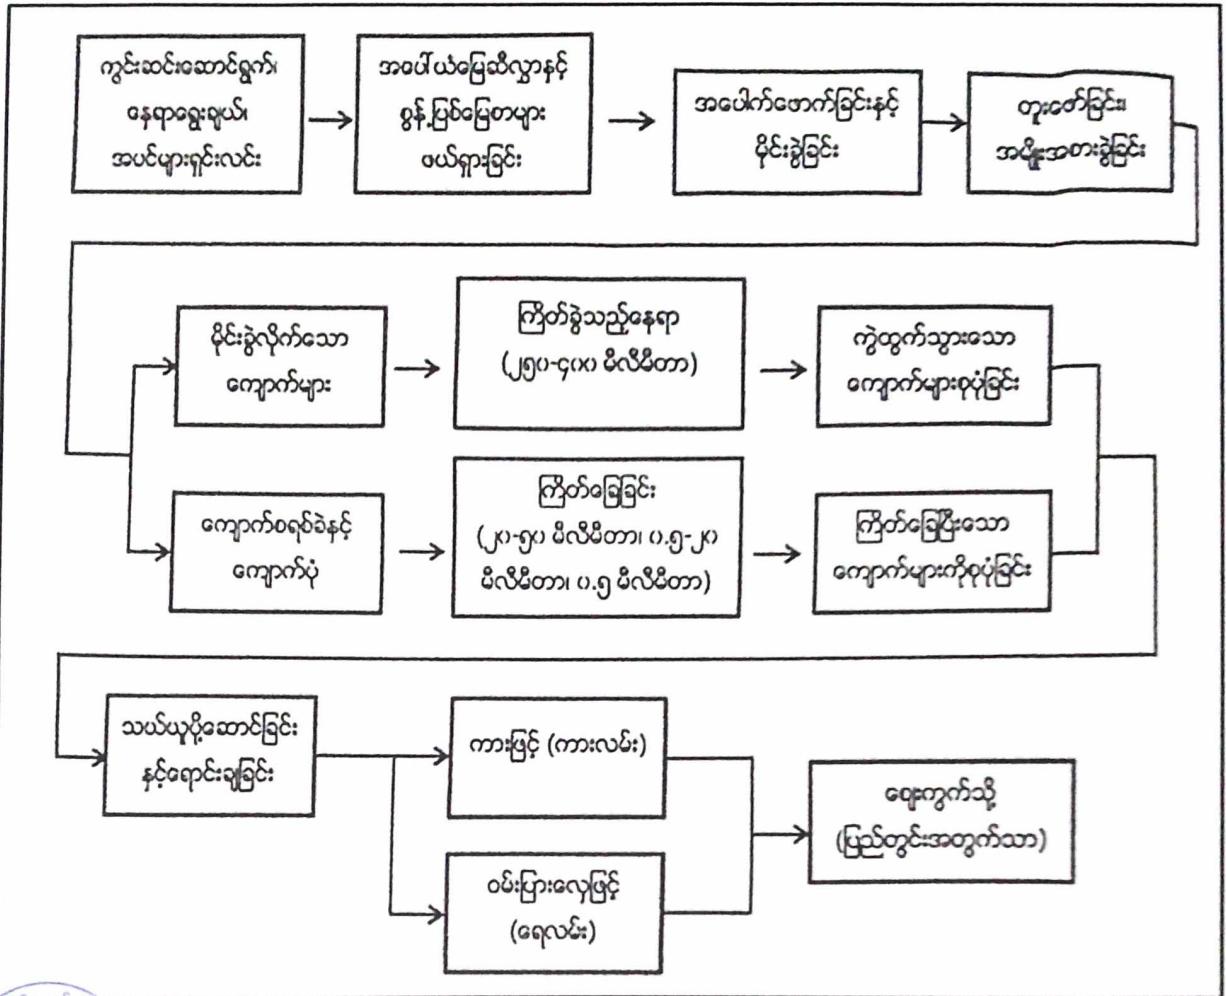 ကွင်းဆင်းဆောင်ရွက်၊
နေရာရွေးချယ်၊
အပင်များရှင်းလင်း
အပေါ်ယံမြေဆီလွှာနှင့်
စွန့်ပြစ်မြေစာများ
ဖယ်ရှားခြင်း
အပေါက်ဖောက်ခြင်းနှင့်
မိုင်းခွဲခြင်း
တူးဖော်ခြင်း၊
အမျိုးအစားခွဲခြင်း
မိုင်းခွဲလိုက်သော
ကျောက်များ
ကြိတ်ခွဲသည့်နေရာ
(၂၅၀-၄၀၀ မီလီမီတာ)
ကွဲထွက်သွားသော
ကျောက်များစုပုံခြင်း
ကျောက်စရစ်ခဲနှင့်
ကျောက်ပုံ
ကြိတ်ခြေခြင်း
(၂၀-၅၀ မီလီမီတာ၊ ၀.၅-၂၀
မီလီမီတာ၊ ၀.၅ မီလီမီတာ)
ကြိတ်ခြေပြီးသော
ကျောက်များကိုစုပုံခြင်း
သယ်ယူပို့ဆောင်ခြင်း
နှင့်ရောင်းချခြင်း
ကားဖြင့် (ကားလမ်း)
ဝမ်းပြားလှေဖြင့်
(ရေလမ်း)
ဈေးကွက်သို့
(ပြည်တွင်းအတွက်သာ)